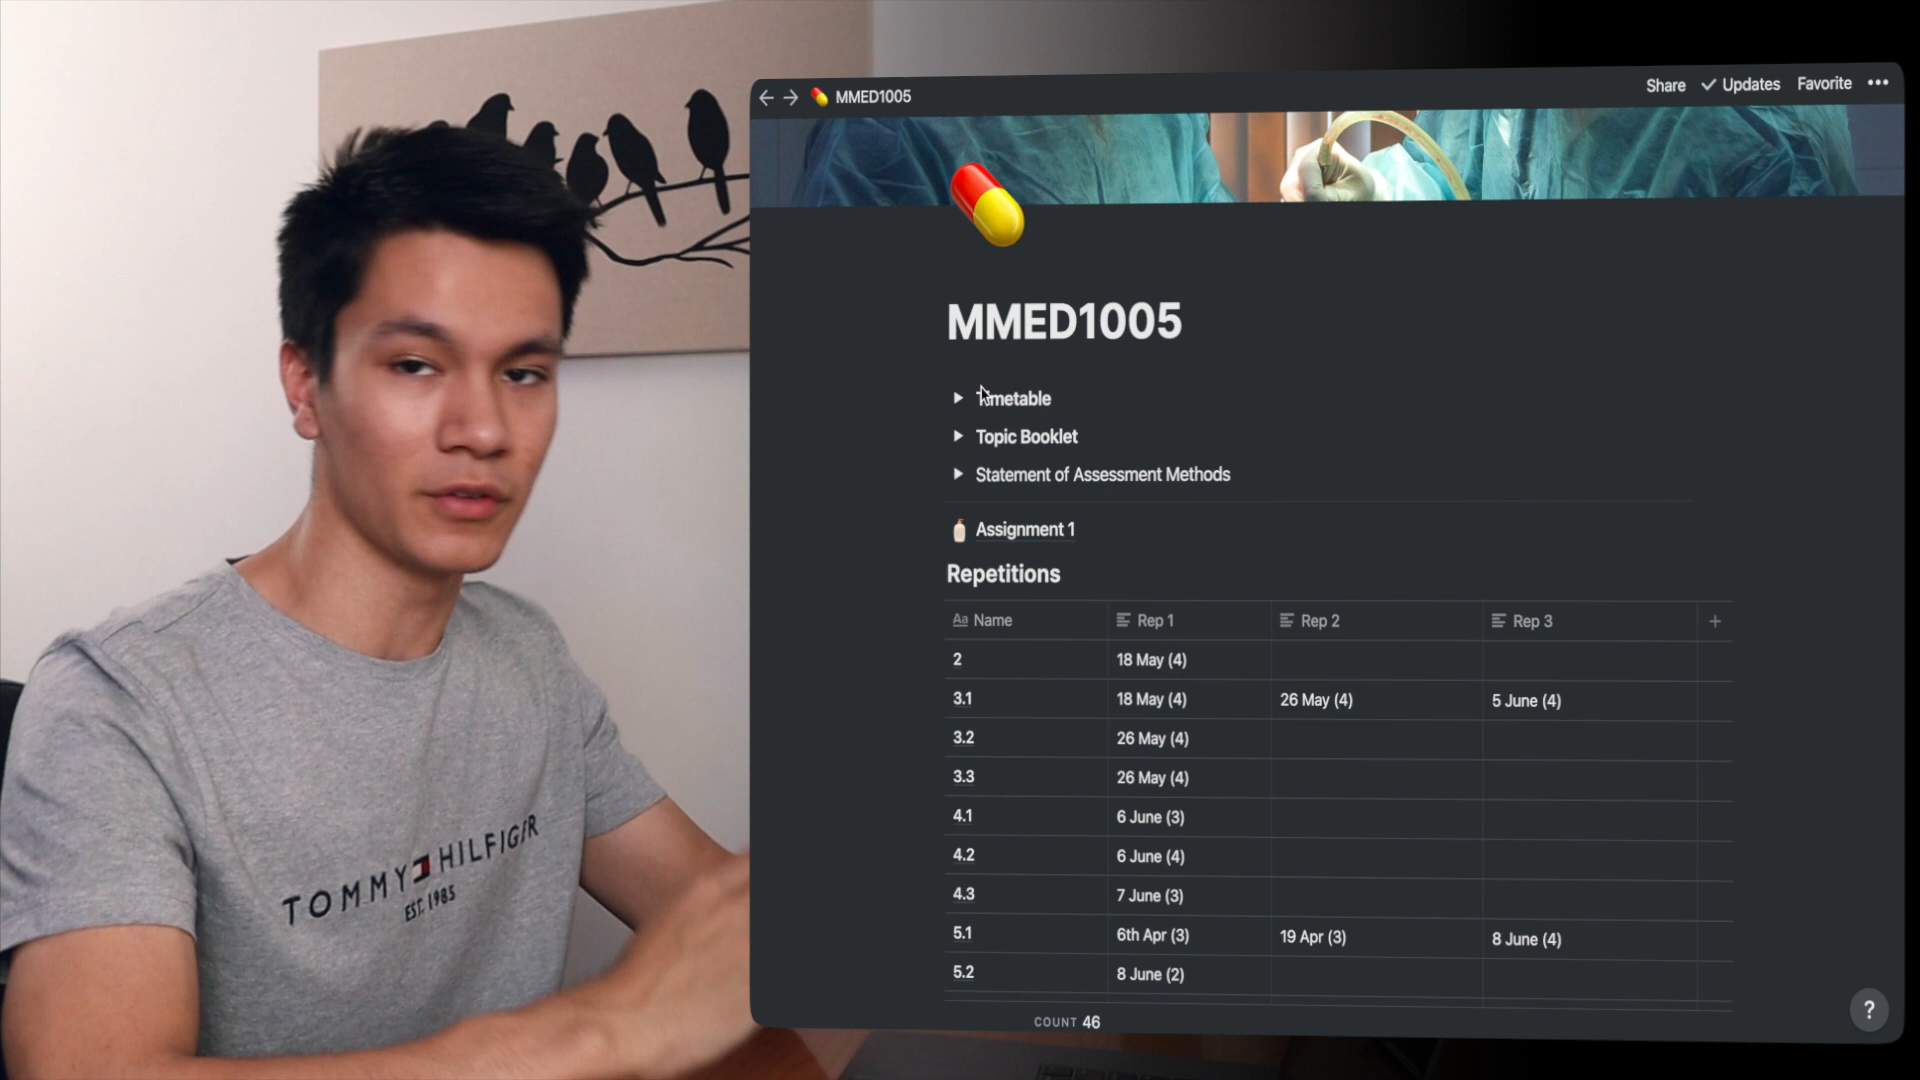 MMED1005
Share ✓ Updates Favorite •••
MMED1005
Timetable
Topic Booklet
Statement of Assessment Methods
Assignment 1
Repetitions
Aa Name Rep 1 Rep 2 Rep 3 +
2 18 May (4)
3.1 18 May (4) 26 May (4) 5 June (4)
3.2 26 May (4)
3.3 26 May (4)
4.1 6 June (3)
4.2 6 June (4)
4.3 7 June (3)
5.1 6th Apr (3) 19 Apr (3) 8 June (4)
5.2 8 June (2)
COUNT 46
?
TOMMY HILFIGER
EST. 1985